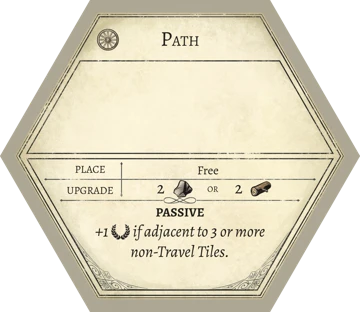 PATH
PLACE Free
UPGRADE 2 OR 2
PASSIVE
+1 if adjacent to 3 or more
non-Travel Tiles.